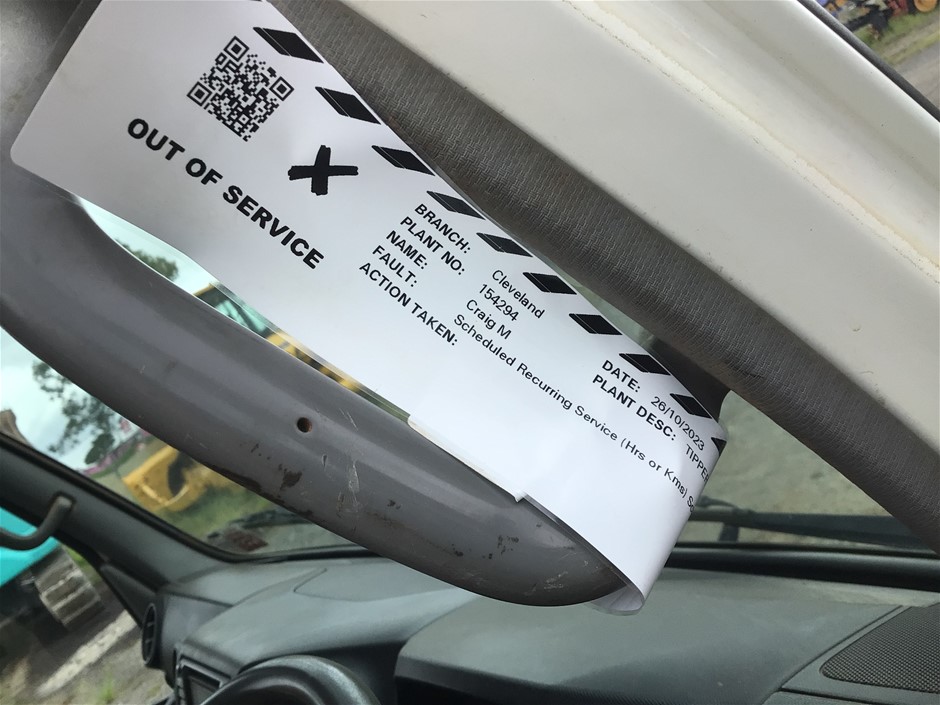 OUT OF SERVICE
BRANCH: Cleveland
PLANT NO: 154294
NAME: Craig M
FAULT: Scheduled Recurring Service (Hrs or Kms)
ACTION TAKEN:
DATE: 26/10/2023
PLANT DESC: